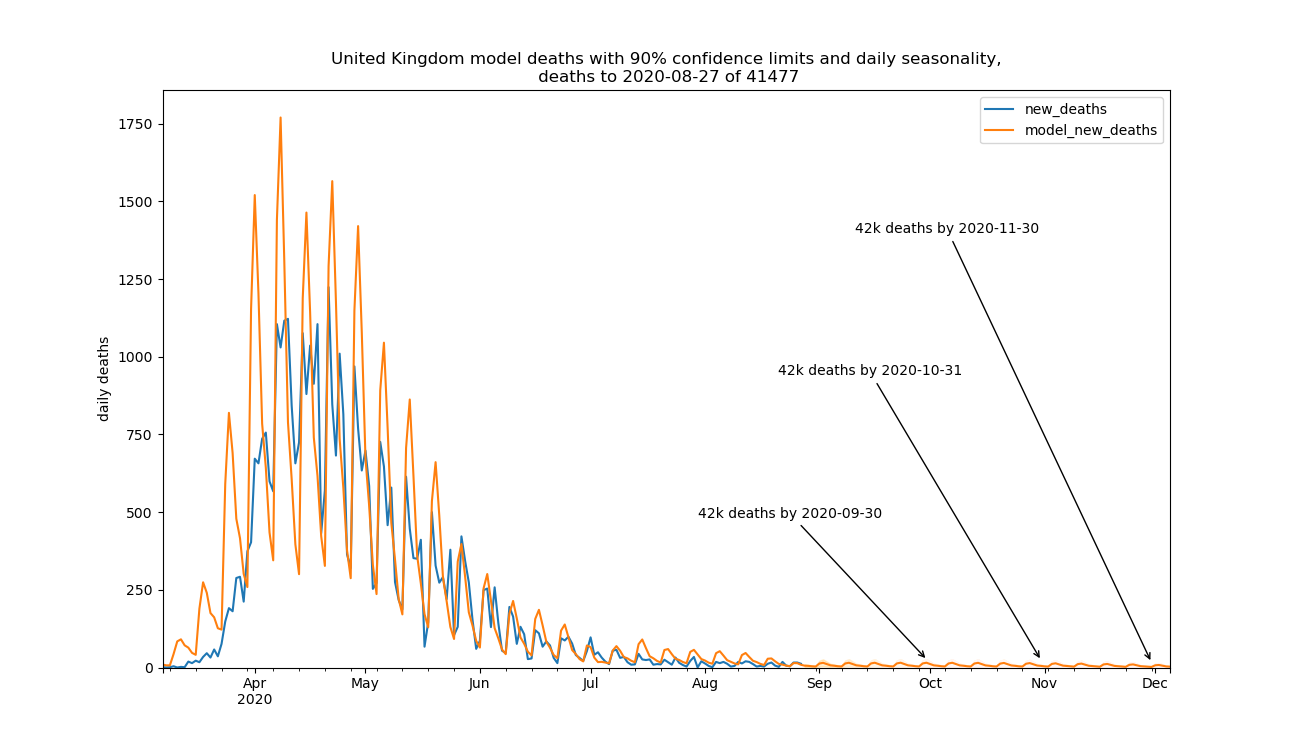 United Kingdom model deaths with 90% confidence limits and daily seasonality,
deaths to 2020-08-27 of 41477
new_deaths
model_new_deaths
1750
1500
1250
1000
750
500
250
0
daily deaths
42k deaths by 2020-11-30
42k deaths by 2020-10-31
42k deaths by 2020-09-30
Apr May Jun Jul Aug Sep Oct Nov Dec
2020